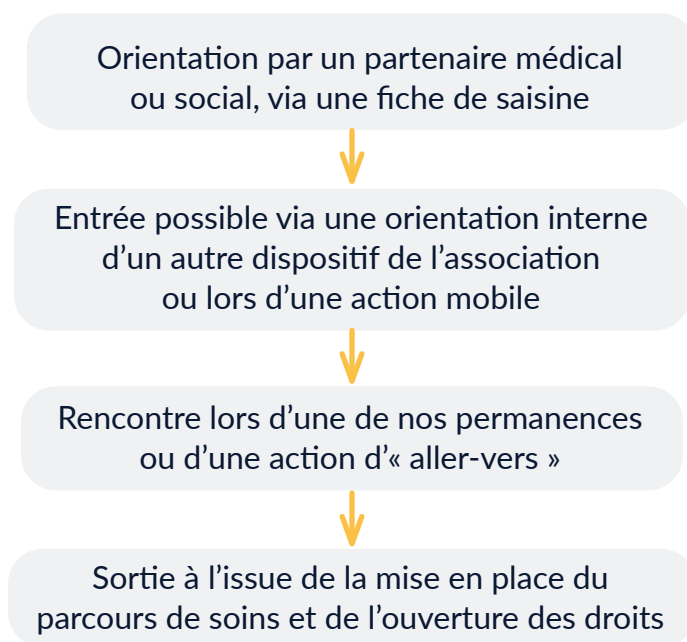 Orientation par un partenaire médical
ou social, via une fiche de saisine
Entrée possible via une orientation interne
d’un autre dispositif de l’association
ou lors d’une action mobile
Rencontre lors d’une de nos permanences
ou d’une action d’« aller-vers »
Sortie à l’issue de la mise en place du
parcours de soins et de l’ouverture des droits